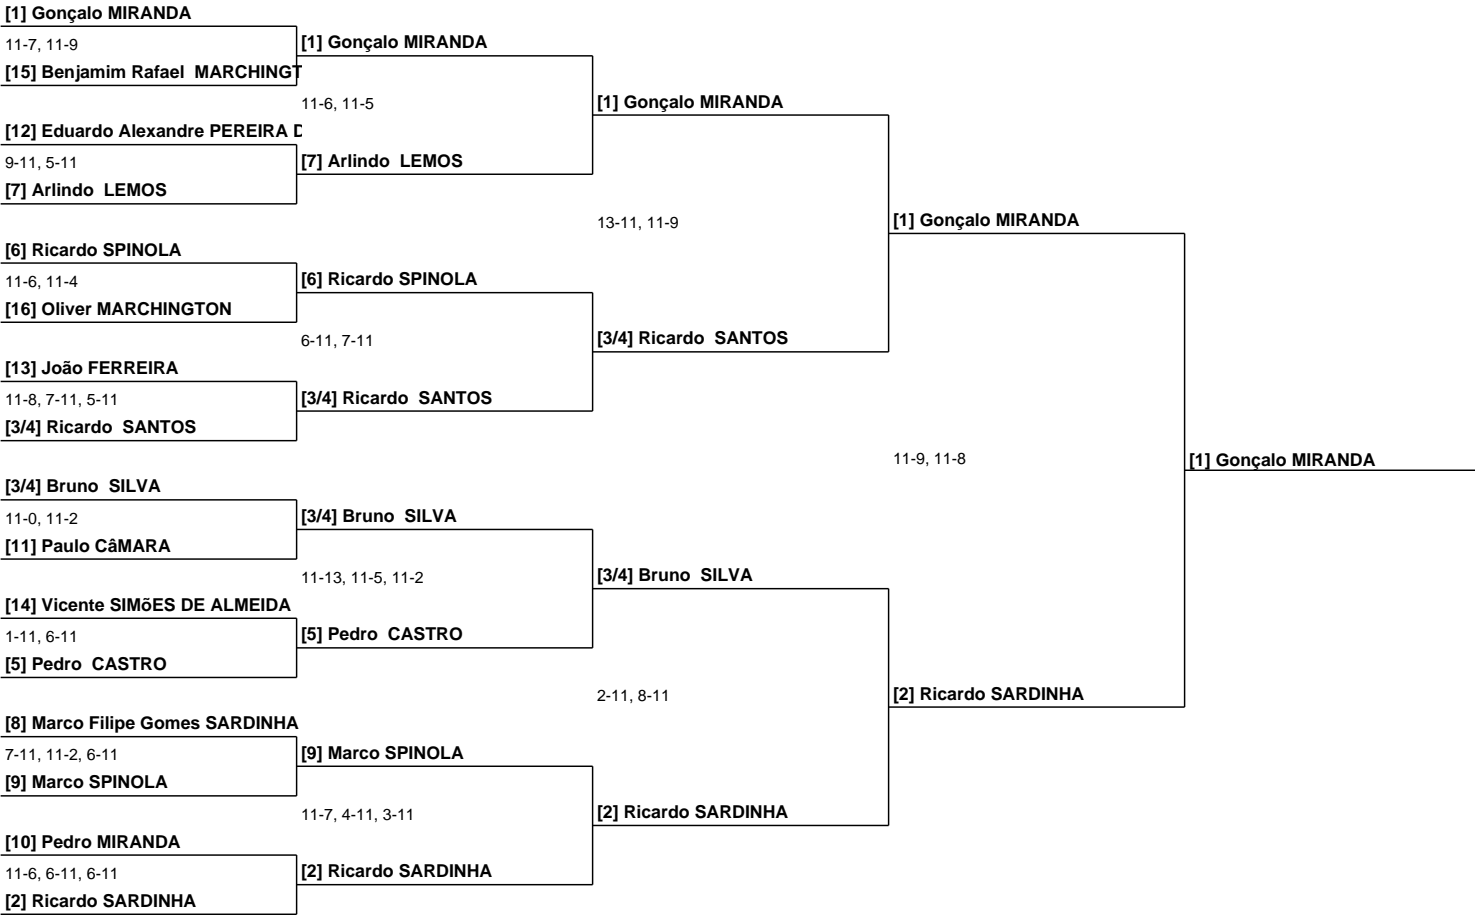 [1] Gonçalo MIRANDA
11-7, 11-9
[1] Gonçalo MIRANDA
[15] Benjamim Rafael  MARCHINGT
11-6, 11-5
[1] Gonçalo MIRANDA
[12] Eduardo Alexandre PEREIRA D
9-11, 5-11
[7] Arlindo  LEMOS
[7] Arlindo  LEMOS
13-11, 11-9
[1] Gonçalo MIRANDA
[6] Ricardo SPINOLA
11-6, 11-4
[6] Ricardo SPINOLA
[16] Oliver MARCHINGTON
6-11, 7-11
[3/4] Ricardo  SANTOS
[13] João FERREIRA
11-8, 7-11, 5-11
[3/4] Ricardo  SANTOS
[3/4] Ricardo  SANTOS
11-9, 11-8
[1] Gonçalo MIRANDA
[3/4] Bruno  SILVA
11-0, 11-2
[3/4] Bruno  SILVA
[11] Paulo CâMARA
11-13, 11-5, 11-2
[3/4] Bruno  SILVA
[14] Vicente SIMõES DE ALMEIDA
1-11, 6-11
[5] Pedro  CASTRO
[5] Pedro  CASTRO
2-11, 8-11
[2] Ricardo SARDINHA
[8] Marco Filipe Gomes SARDINHA
7-11, 11-2, 6-11
[9] Marco SPINOLA
[9] Marco SPINOLA
11-7, 4-11, 3-11
[2] Ricardo SARDINHA
[10] Pedro MIRANDA
11-6, 6-11, 6-11
[2] Ricardo SARDINHA
[2] Ricardo SARDINHA